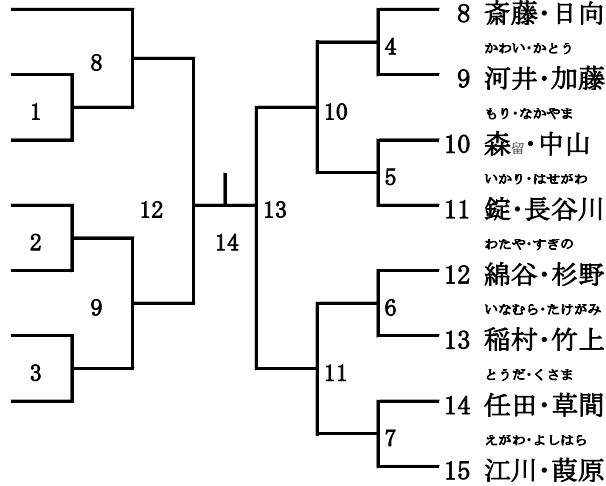 8 斎藤・日向
かわい・かとう
9 河井・加藤
もり・なかやま
10 森留・中山
いかり・はせがわ
11 錠・長谷川
わたや・すぎの
12 綿谷・杉野
いなむら・たけがみ
13 稲村・竹上
とうだ・くさま
14 任田・草間
えがわ・よしはら
15 江川・葭原
8
1
12
2
9
3
14
13
4
10
5
6
11
7